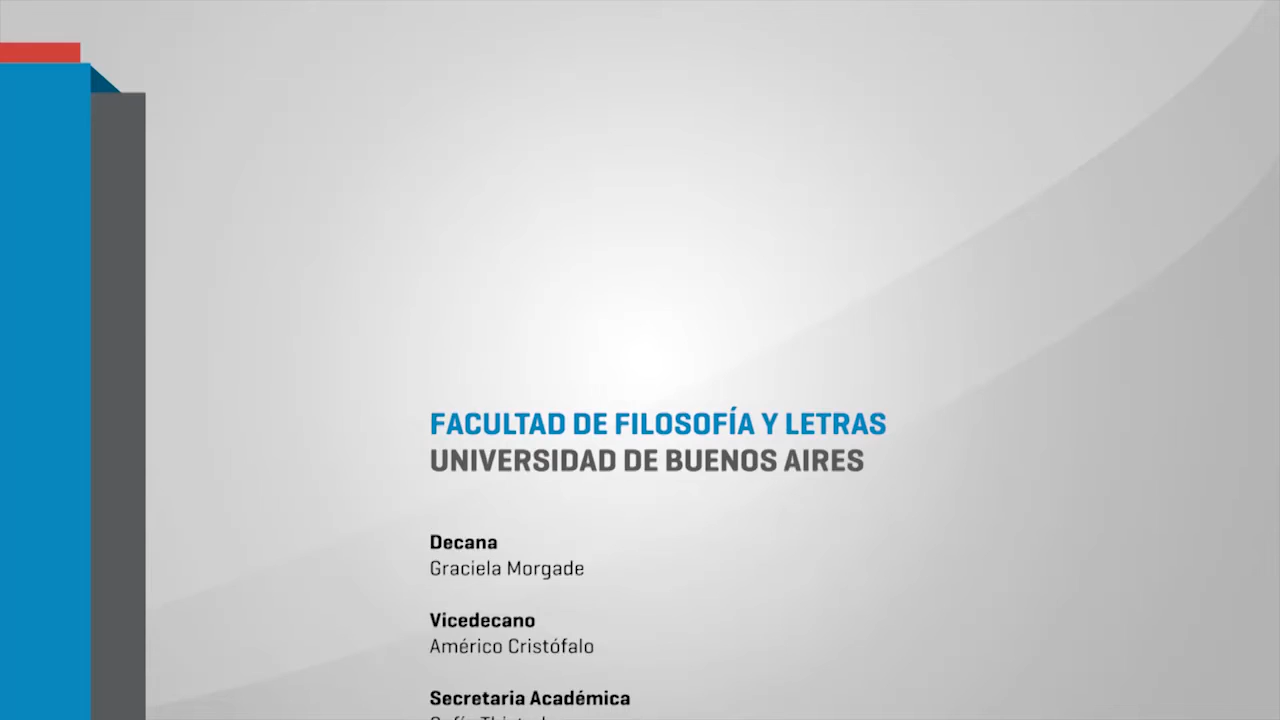 FACULTAD DE FILOSOFÍA Y LETRAS
UNIVERSIDAD DE BUENOS AIRES
Decana
Graciela Morgade
Vicedecano
Américo Cristófalo
Secretaria Académica